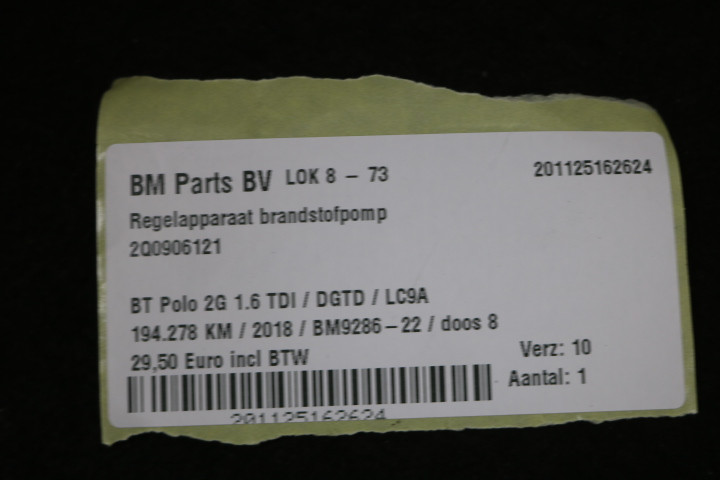 BM Parts BV LOK 8 – 73 201125162624
Regelapparaat brandstofpomp
2Q0906121
BT Polo 2G 1.6 TDI / DGTD / LC9A
194.278 KM / 2018 / BM9286–22 / doos 8
29,50 Euro incl BTW Verz: 10
Aantal: 1
201125162624